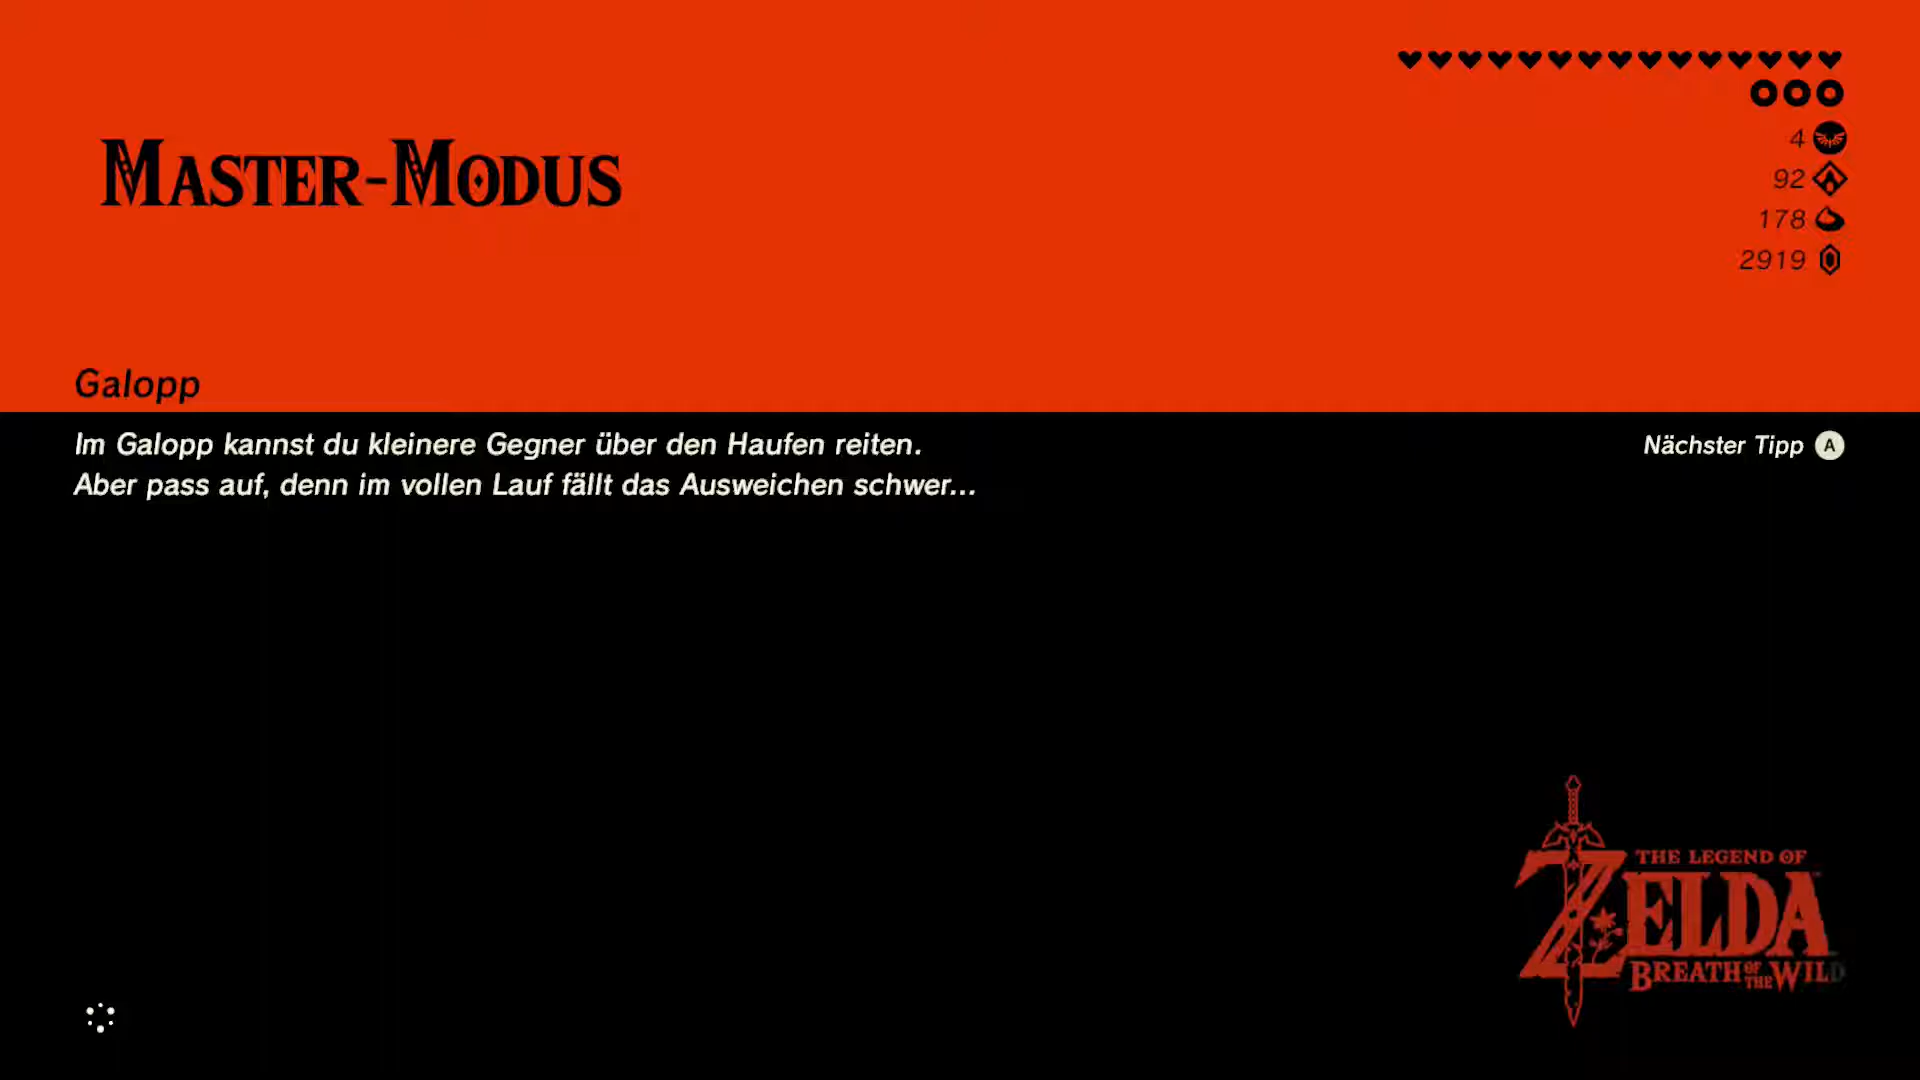 MASTER-MODUS
4
92
178
2919
Galopp
Im Galopp kannst du kleinere Gegner über den Haufen reiten.
Aber pass auf, denn im vollen Lauf fällt das Ausweichen schwer...
Nächster Tipp A
THE LEGEND OF
ZELDA
BREATH OF THE WILD